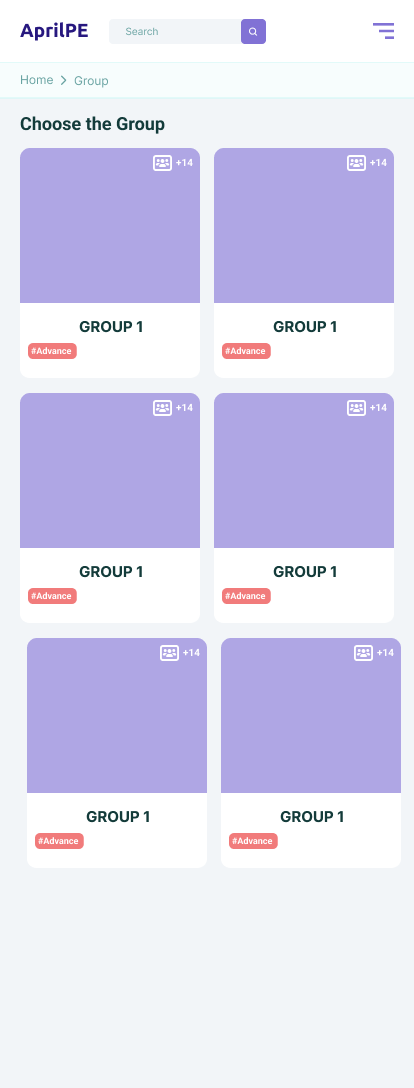 AprilPE
Search
Home > Group
Choose the Group
+14 +14
GROUP 1 GROUP 1
#Advance #Advance
+14 +14
GROUP 1 GROUP 1
#Advance #Advance
+14 +14
GROUP 1 GROUP 1
#Advance #Advance